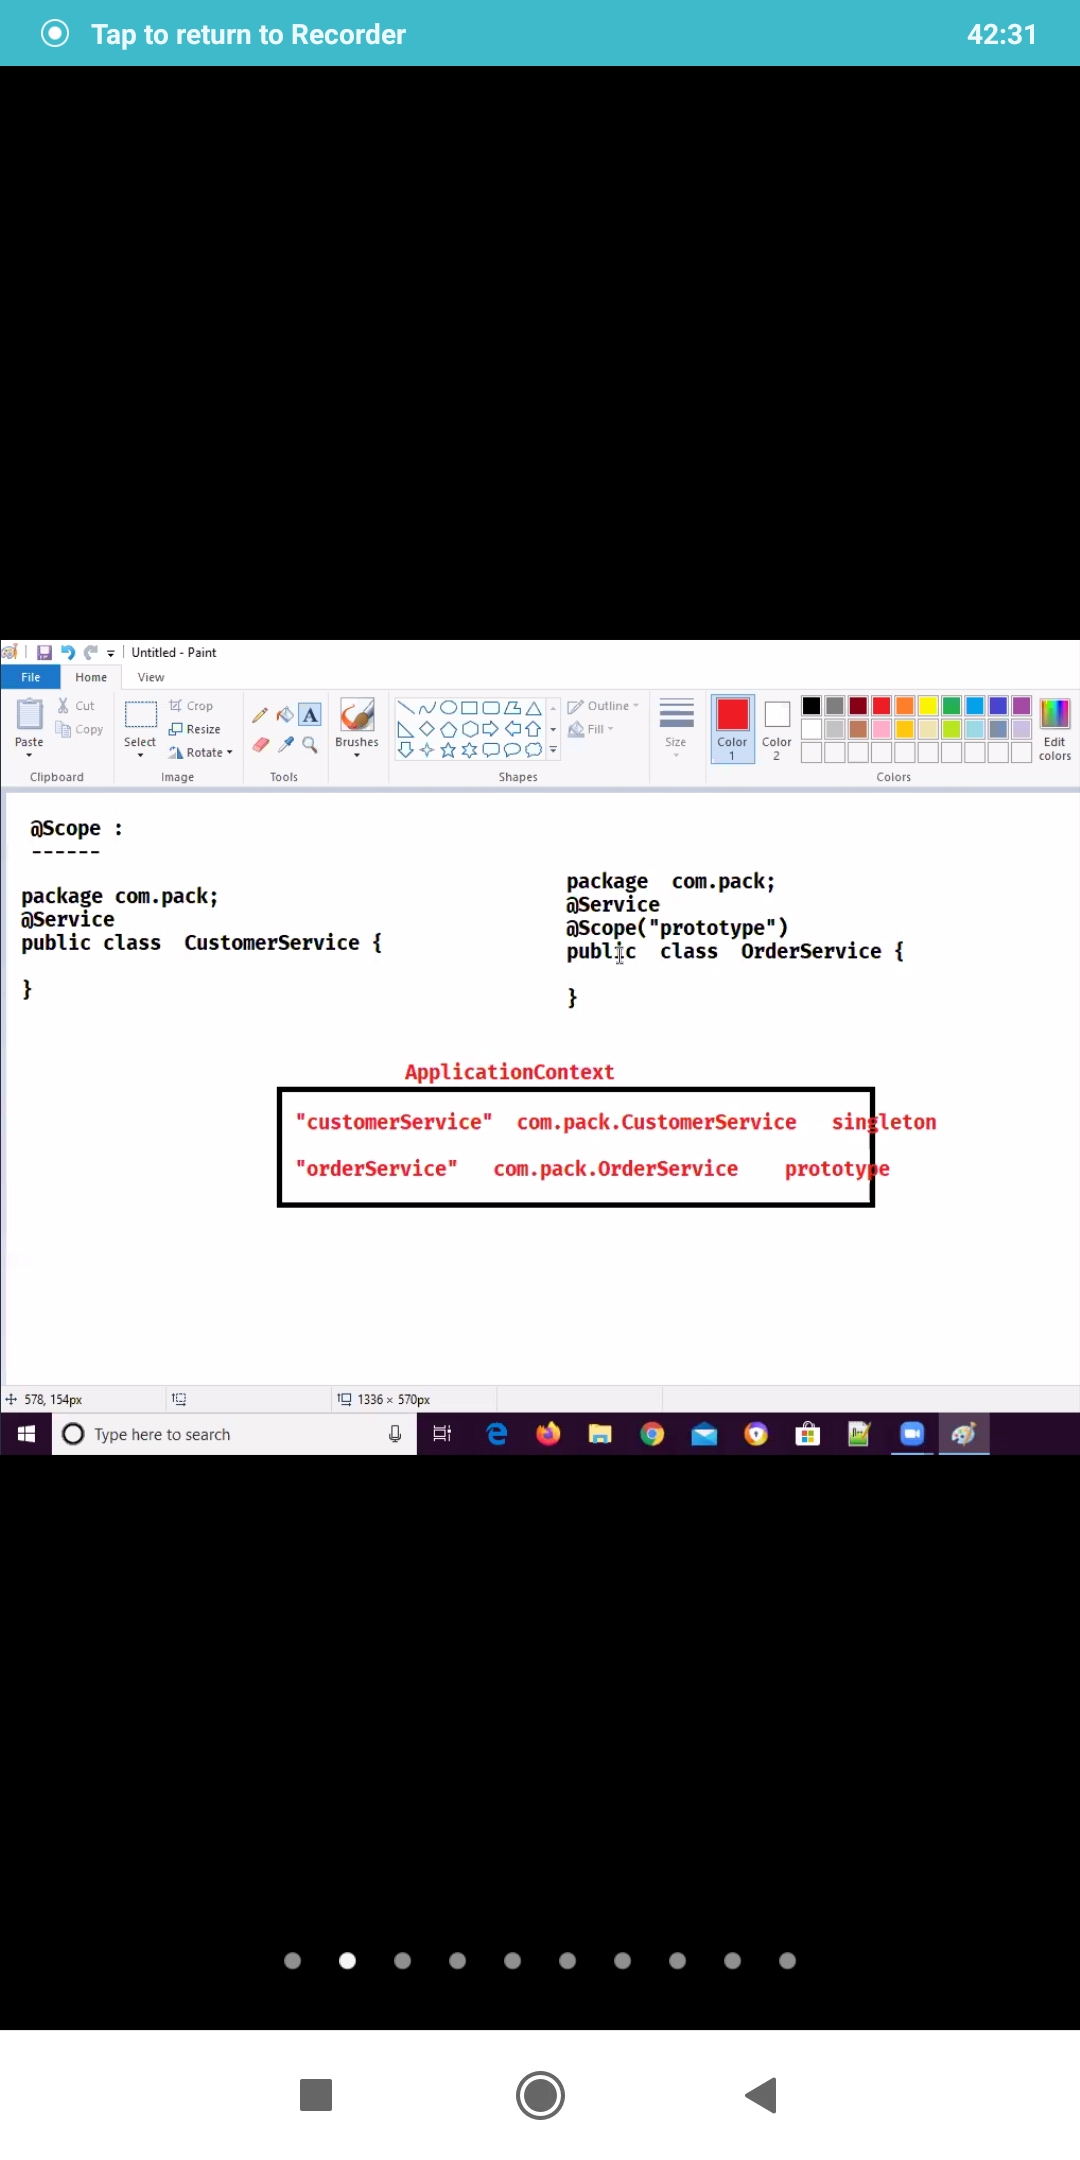 Tap to return to Recorder 42:31
Untitled - Paint
File Home View
Cut
Copy
Paste
Clipboard
Crop
Resize
Rotate
Select
Image
Tools
Brushes
Outline
Fill
Shapes
Size
Color 1
Color 2
Edit colors
Colors
@Scope :
------
package com.pack;
@Service
public class CustomerService {
}
package com.pack;
@Service
@Scope("prototype")
public class OrderService {
}
ApplicationContext
"customerService" com.pack.CustomerService singleton
"orderService" com.pack.OrderService prototype
578, 154px 1336 × 570px
Type here to search